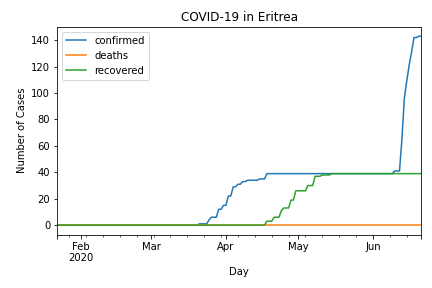 COVID-19 in Eritrea
confirmed
deaths
recovered
Number of Cases
140
120
100
80
60
40
20
0
Feb
2020
Mar
Apr
May
Jun
Day